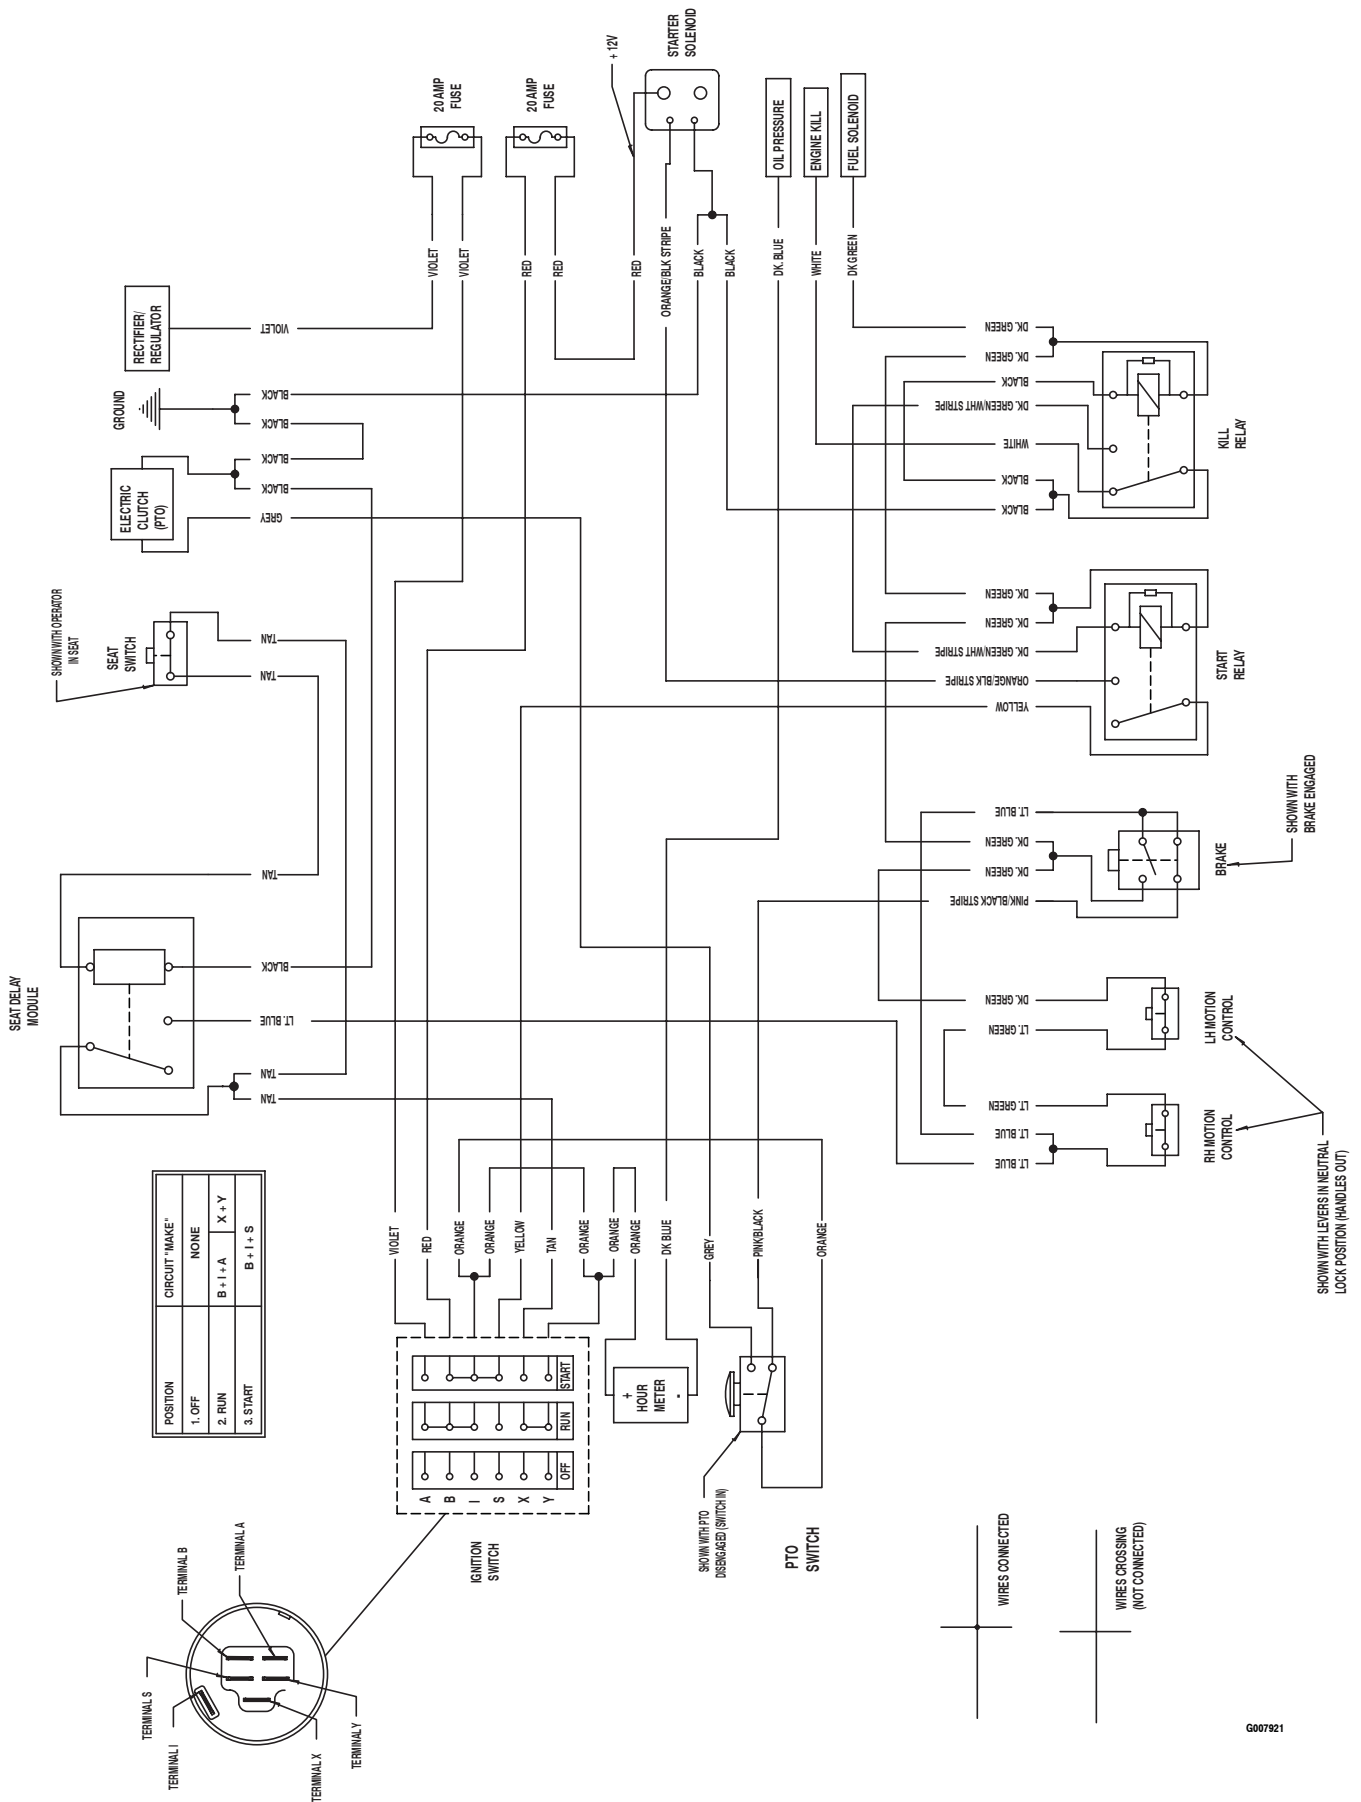 STARTER
SOLENOID
+ 12V
20 AMP
FUSE
20 AMP
FUSE
OIL PRESSURE
ENGINE KILL
FUEL SOLENOID
VIOLET
VIOLET
RED
RED
RED
ORANGE/BLK STRIPE
BLACK
BLACK
DK. BLUE
WHITE
DK GREEN
RECTIFIER/
REGULATOR
GROUND
ELECTRIC
CLUTCH
(PTO)
VIOLET
BLACK
BLACK
BLACK
BLACK
GREY
SHOWN WITH OPERATOR
IN SEAT
SEAT
SWITCH
TAN
TAN
TAN
SEAT DELAY
MODULE
BLACK
LT. BLUE
TAN
TAN
DK. GREEN
DK. GREEN
BLACK
DK. GREEN/WHT STRIPE
WHITE
BLACK
BLACK
KILL
RELAY
DK. GREEN
DK. GREEN
DK. GREEN/WHT STRIPE
ORANGE/BLK STRIPE
YELLOW
START
RELAY
LT. BLUE
DK. GREEN
DK. GREEN
PINK/BLACK STRIPE
BRAKE
SHOWN WITH
BRAKE ENGAGED
DK. GREEN
LT. GREEN
LH MOTION
CONTROL
LT. GREEN
LT. BLUE
LT. BLUE
RH MOTION
CONTROL
SHOWN WITH LEVERS IN NEUTRAL
LOCK POSITION (HANDLES OUT)
POSITION CIRCUIT "MAKE"
1. OFF NONE
2. RUN B + I + A X + Y
3. START B + I + S
VIOLET
RED
ORANGE
ORANGE
YELLOW
TAN
ORANGE
ORANGE
ORANGE
DK BLUE
GREY
PINK/BLACK
ORANGE
START
RUN
OFF
A
B
I
S
X
Y
IGNITION
SWITCH
+
HOUR
METER
-
SHOWN WITH PTO
DISENGAGED (SWITCH IN)
PTO
SWITCH
TERMINAL A
TERMINAL B
TERMINAL S
TERMINAL I
TERMINAL X
TERMINAL Y
WIRES CONNECTED
WIRES CROSSING
(NOT CONNECTED)
G007921